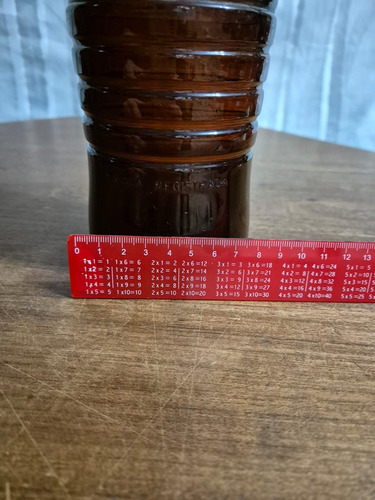 REGISTRADA
0 1 2 3 4 5 6 7 8 9 10 11 12 13
1x1 = 1 1x6 = 6 2x1 = 2 2x6 =12 3x1 = 3 3x6 =18 4x1 = 4 4x6 =24 5x1 = 5
1x2 = 2 1x7 = 7 2x2 = 4 2x7 =14 3x2 = 6 3x7 =21 4x2 = 8 4x7 =28 5x2 =10
1x3 = 3 1x8 = 8 2x3 = 6 2x8 =16 3x3 = 9 3x8 =24 4x3 =12 4x8 =32 5x3 =15
1x4 = 4 1x9 = 9 2x4 = 8 2x9 =18 3x4 =12 3x9 =27 4x4 =16 4x9 =36 5x4 =20
1x5 = 5 1x10= 10 2x5 =10 2x10=20 3x5 =15 3x10=30 4x5 =20 4x10=40 5x5 =25